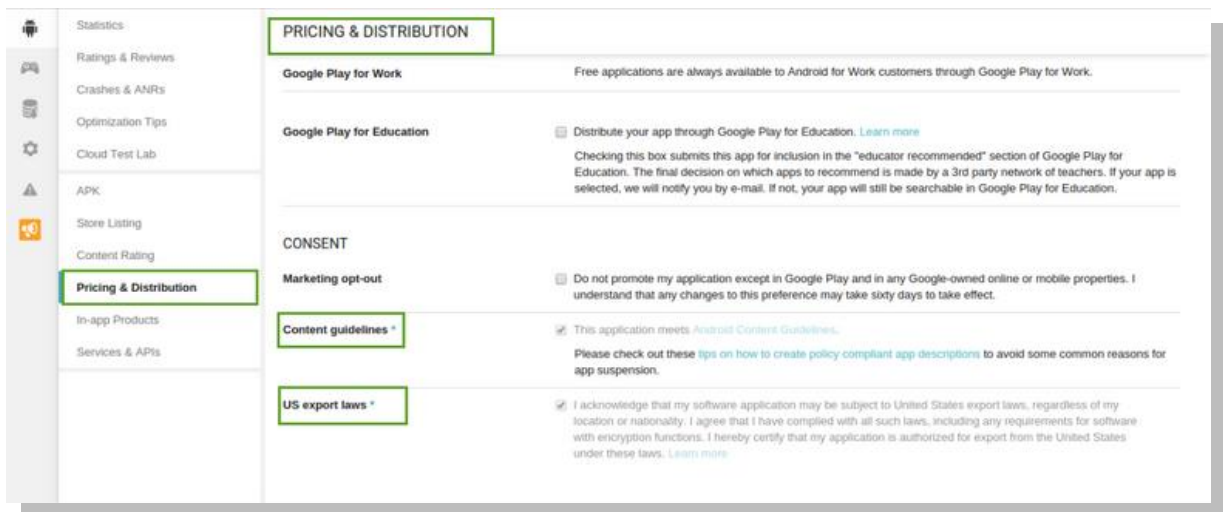 Statistics
Ratings & Reviews
Crashes & ANRs
Optimization Tips
Cloud Test Lab
APK
Store Listing
Content Rating
Pricing & Distribution
In-app Products
Services & APIs
PRICING & DISTRIBUTION
Google Play for Work
Free applications are always available to Android for Work customers through Google Play for Work.
Google Play for Education
Distribute your app through Google Play for Education. Learn more
Checking this box submits this app for inclusion in the "educator recommended" section of Google Play for
Education. The final decision on which apps to recommend is made by a 3rd party network of teachers. If your app is
selected, we will notify you by e-mail. If not, your app will still be searchable in Google Play for Education.
CONSENT
Marketing opt-out
Do not promote my application except in Google Play and in any Google-owned online or mobile properties. I
understand that any changes to this preference may take sixty days to take effect.
Content guidelines *
This application meets Android Content Guidelines.
Please check out these tips on how to create policy compliant app descriptions to avoid some common reasons for
app suspension.
US export laws *
I acknowledge that my software application may be subject to United States export laws, regardless of my
location or nationality. I agree that I have complied with all such laws, including any requirements for software
with encryption functions. I hereby certify that my application is authorized for export from the United States
under these laws. Learn more